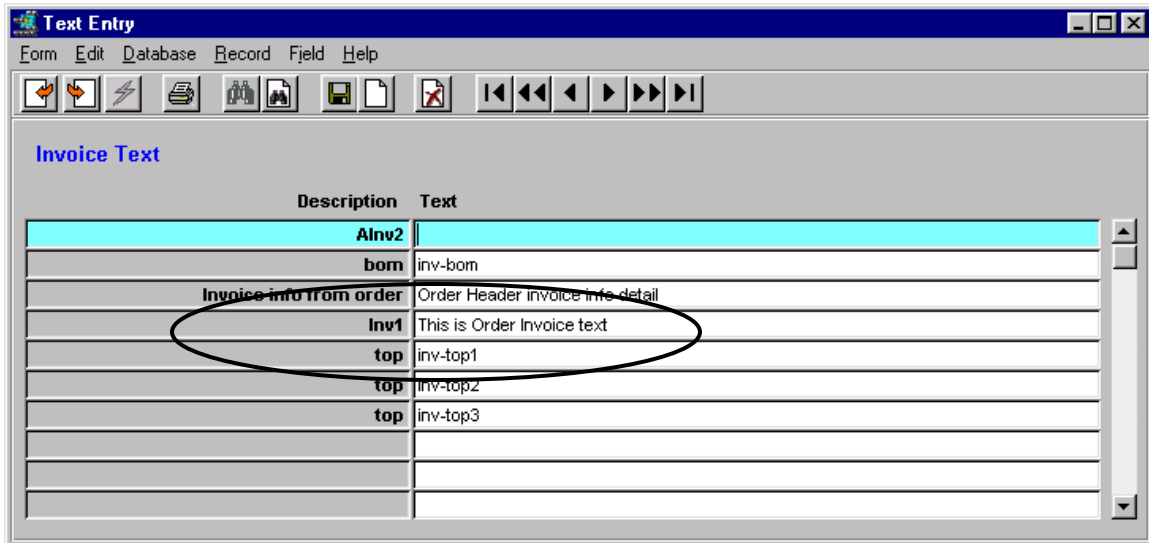 Text Entry
Form Edit Database Record Field Help
Invoice Text
Description Text
AInv2
bom inv-bom
Invoice info from order Order Header invoice info detail
Inv1 This is Order Invoice text
top inv-top1
top inv-top2
top inv-top3